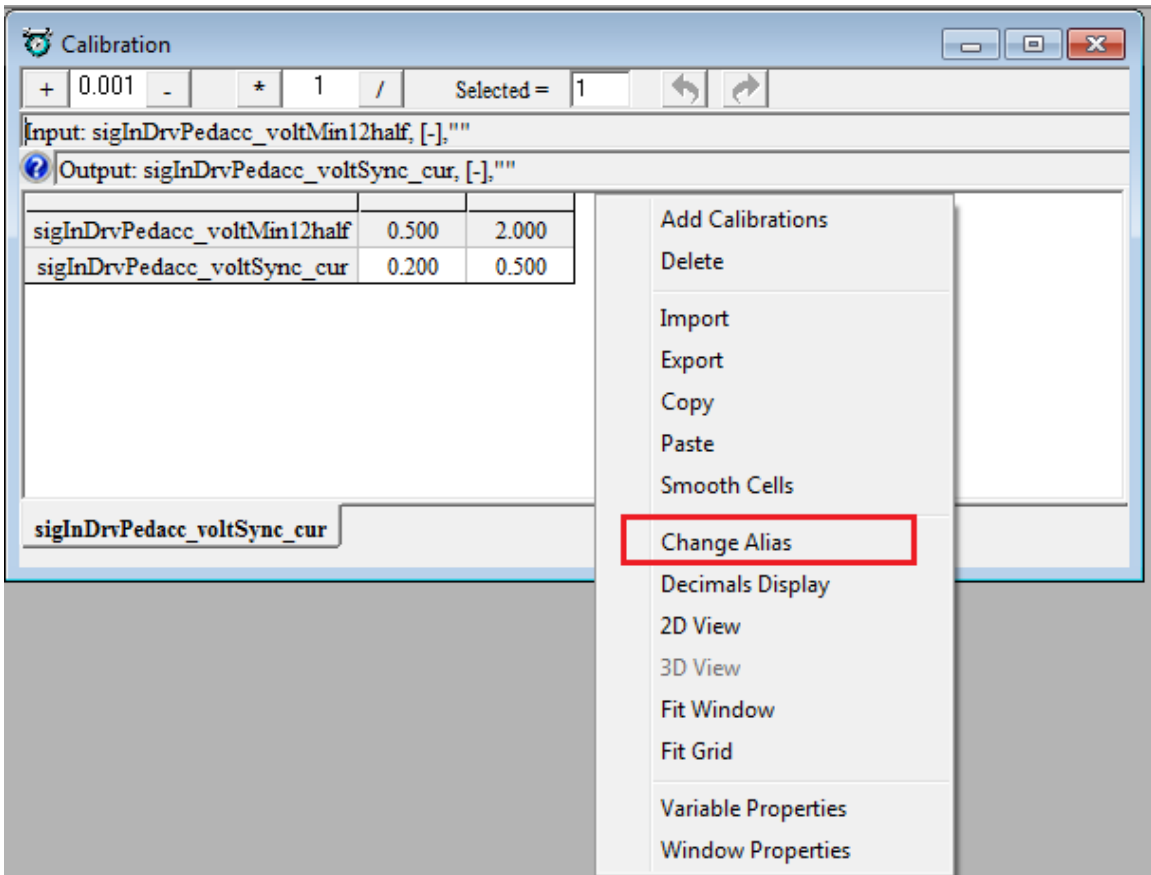 Calibration
+ 0.001 - * 1 / Selected = 1
Input: sigInDrvPedacc_voltMin12half, [-],""
? Output: sigInDrvPedacc_voltSync_cur, [-],""
sigInDrvPedacc_voltMin12half 0.500 2.000
sigInDrvPedacc_voltSync_cur 0.200 0.500
sigInDrvPedacc_voltSync_cur
Add Calibrations
Delete
Import
Export
Copy
Paste
Smooth Cells
Change Alias
Decimals Display
2D View
3D View
Fit Window
Fit Grid
Variable Properties
Window Properties